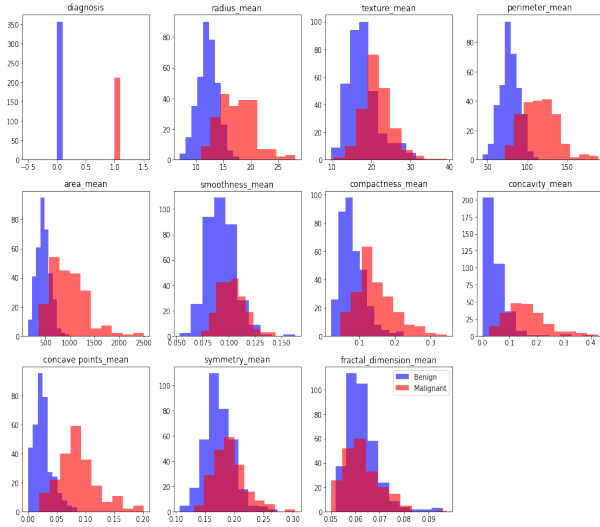 diagnosis
350
300
250
200
150
100
50
0
-0.5 0.0 0.5 1.0 1.5
radius_mean
80
60
40
20
0
10 15 20 25
texture_mean
100
80
60
40
20
0
10 20 30 40
perimeter_mean
80
60
40
20
0
50 100 150
area_mean
80
60
40
20
0
500 1000 1500 2000 2500
smoothness_mean
100
80
60
40
20
0
0.050 0.075 0.100 0.125 0.150
compactness_mean
100
80
60
40
20
0
0.1 0.2 0.3
concavity_mean
200
175
150
125
100
75
50
25
0
0.0 0.1 0.2 0.3 0.4
concave points_mean
80
60
40
20
0
0.00 0.05 0.10 0.15 0.20
symmetry_mean
100
80
60
40
20
0
0.10 0.15 0.20 0.25 0.30
fractal_dimension_mean
Benign
Malignant
100
80
60
40
20
0
0.05 0.06 0.07 0.08 0.09